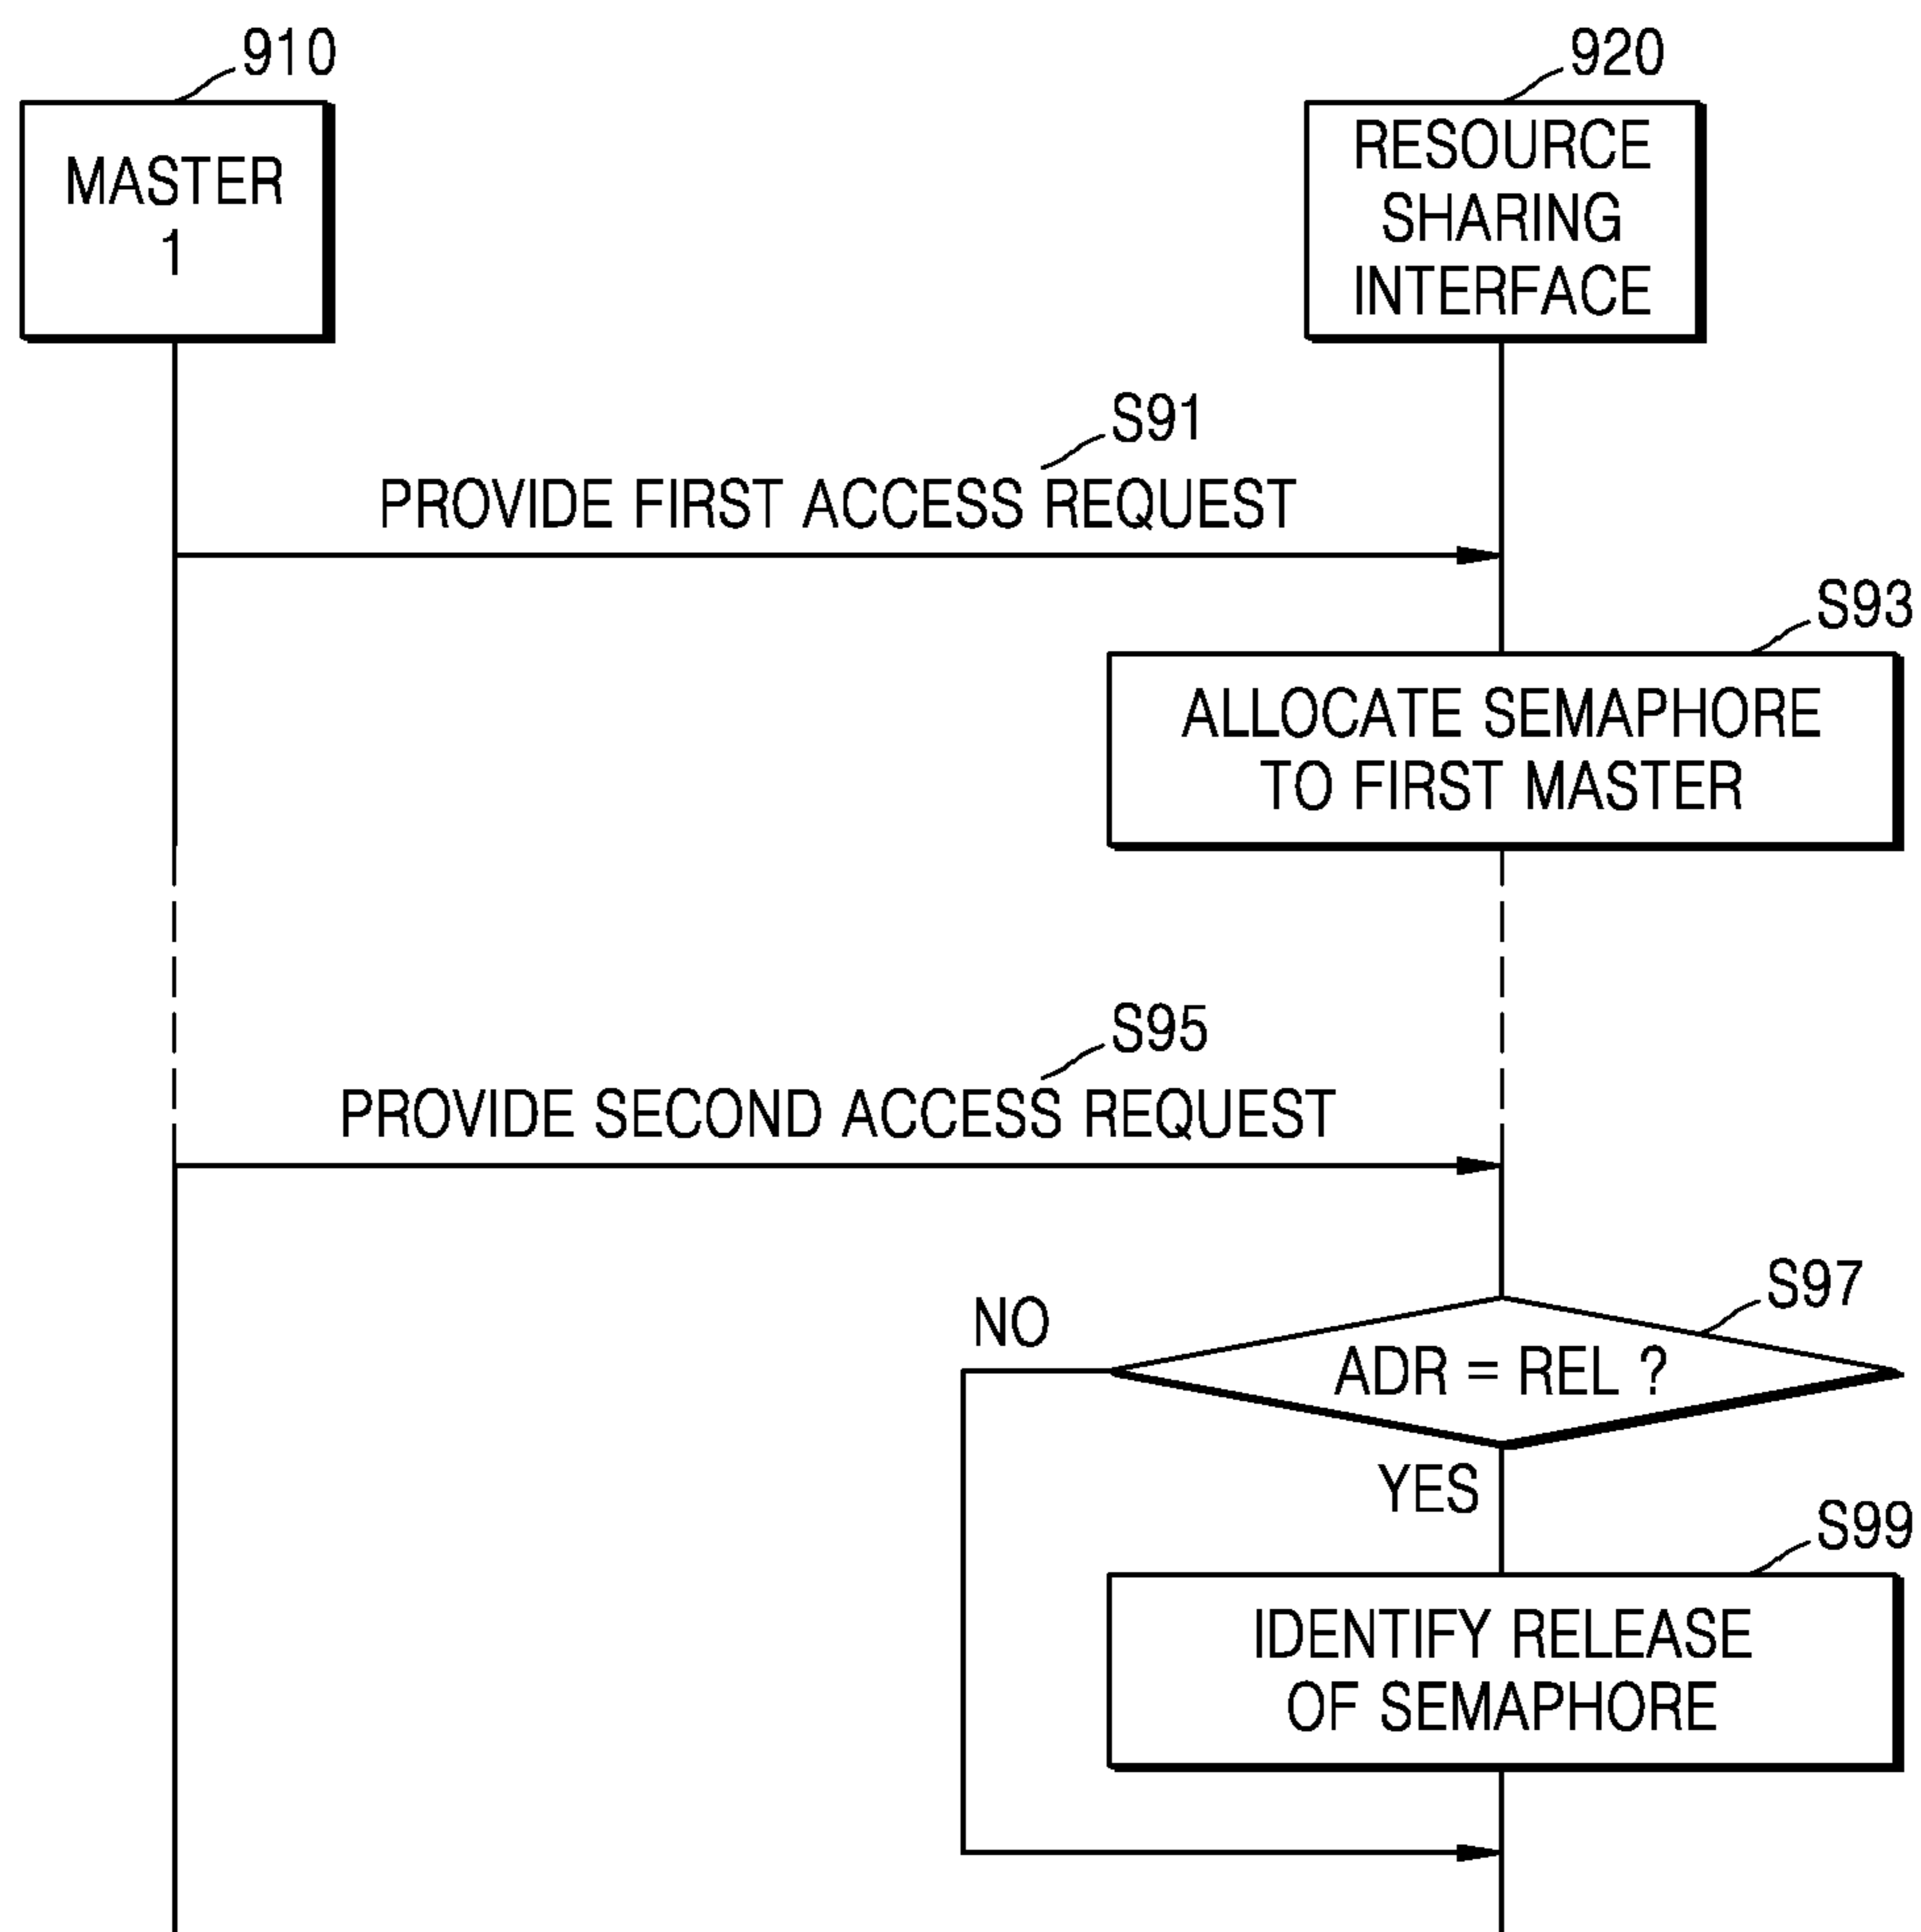 910
920
MASTER
1
RESOURCE
SHARING
INTERFACE
S91
PROVIDE FIRST ACCESS REQUEST
S93
ALLOCATE SEMAPHORE
TO FIRST MASTER
S95
PROVIDE SECOND ACCESS REQUEST
S97
NO
ADR = REL ?
YES
S99
IDENTIFY RELEASE
OF SEMAPHORE